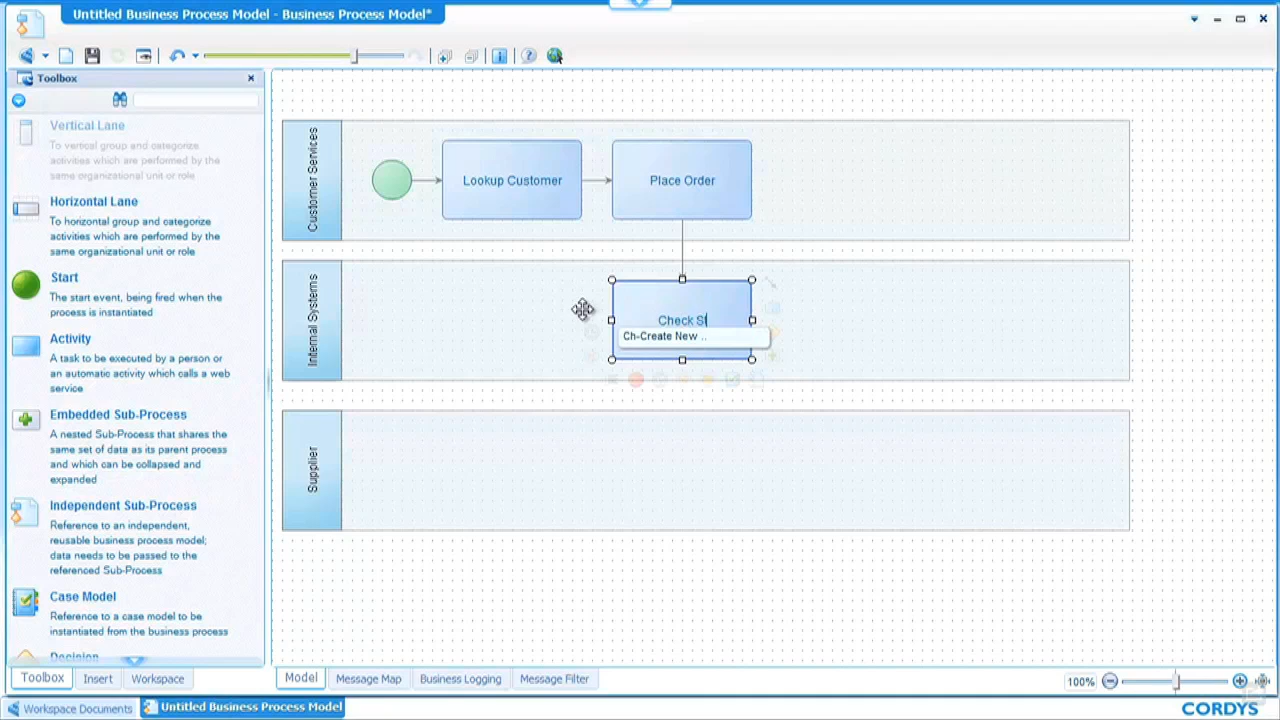 Untitled Business Process Model - Business Process Model*
Toolbox
Vertical Lane
To vertical group and categorize
activities which are performed by the
same organizational unit or role
Horizontal Lane
To horizontal group and categorize
activities which are performed by the
same organizational unit or role
Start
The start event, being fired when the
process is instantiated
Activity
A task to be executed by a person or
an automatic activity which calls a web
service
Embedded Sub-Process
A nested Sub-Process that shares the
same set of data as its parent process
and which can be collapsed and
expanded
Independent Sub-Process
Reference to an independent,
reusable business process model;
data needs to be passed to the
referenced Sub-Process
Case Model
Reference to a case model to be
instantiated from the business process
Decision
Customer Services
Lookup Customer
Place Order
Internal Systems
Check St
Ch-Create New ..
Supplier
Toolbox
Insert
Workspace
Model
Message Map
Business Logging
Message Filter
100%
Workspace Documents
Untitled Business Process Model
CORDYS